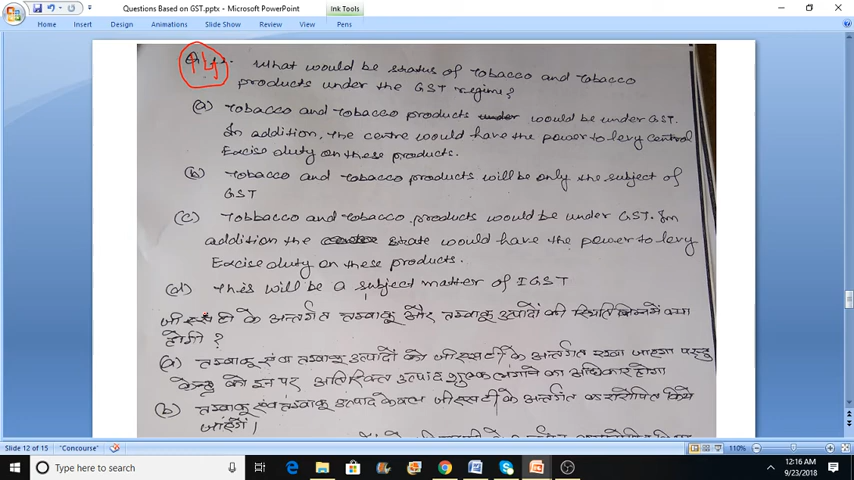 Questions Based on GST.pptx - Microsoft PowerPoint
Ink Tools
Home Insert Design Animations Slide Show Review View Pens
14
What would be status of Tobacco and Tobacco
products under the GST regime?
(a) Tobacco and Tobacco products under would be under GST.
In addition, the centre would have the power to levy central
Excise duty on these products.
(b) Tobacco and Tobacco products will be only the subject of
GST
(c) Tobbacco and Tobacco products would be under GST. In
addition the state would have the power to levy
Excise duty on these products.
(d) This will be a subject matter of IGST
जीएसटी के अन्तर्गत तम्बाकू और तम्बाकू उत्पादों की स्थिति निम्न में क्या
होगी ?
(a) तम्बाकू एवं तम्बाकू उत्पादों को जीएसटी के अन्तर्गत रखा जाएगा परन्तु
केन्द्र को इन पर अतिरिक्त उत्पाद शुल्क लगाने का अधिकार होगा
(b) तम्बाकू एवं तम्बाकू उत्पाद केवल जीएसटी के अन्तर्गत किये
जाएंगें।
Slide 12 of 15
"Concourse"
110%
Type here to search
12:16 AM
9/23/2018